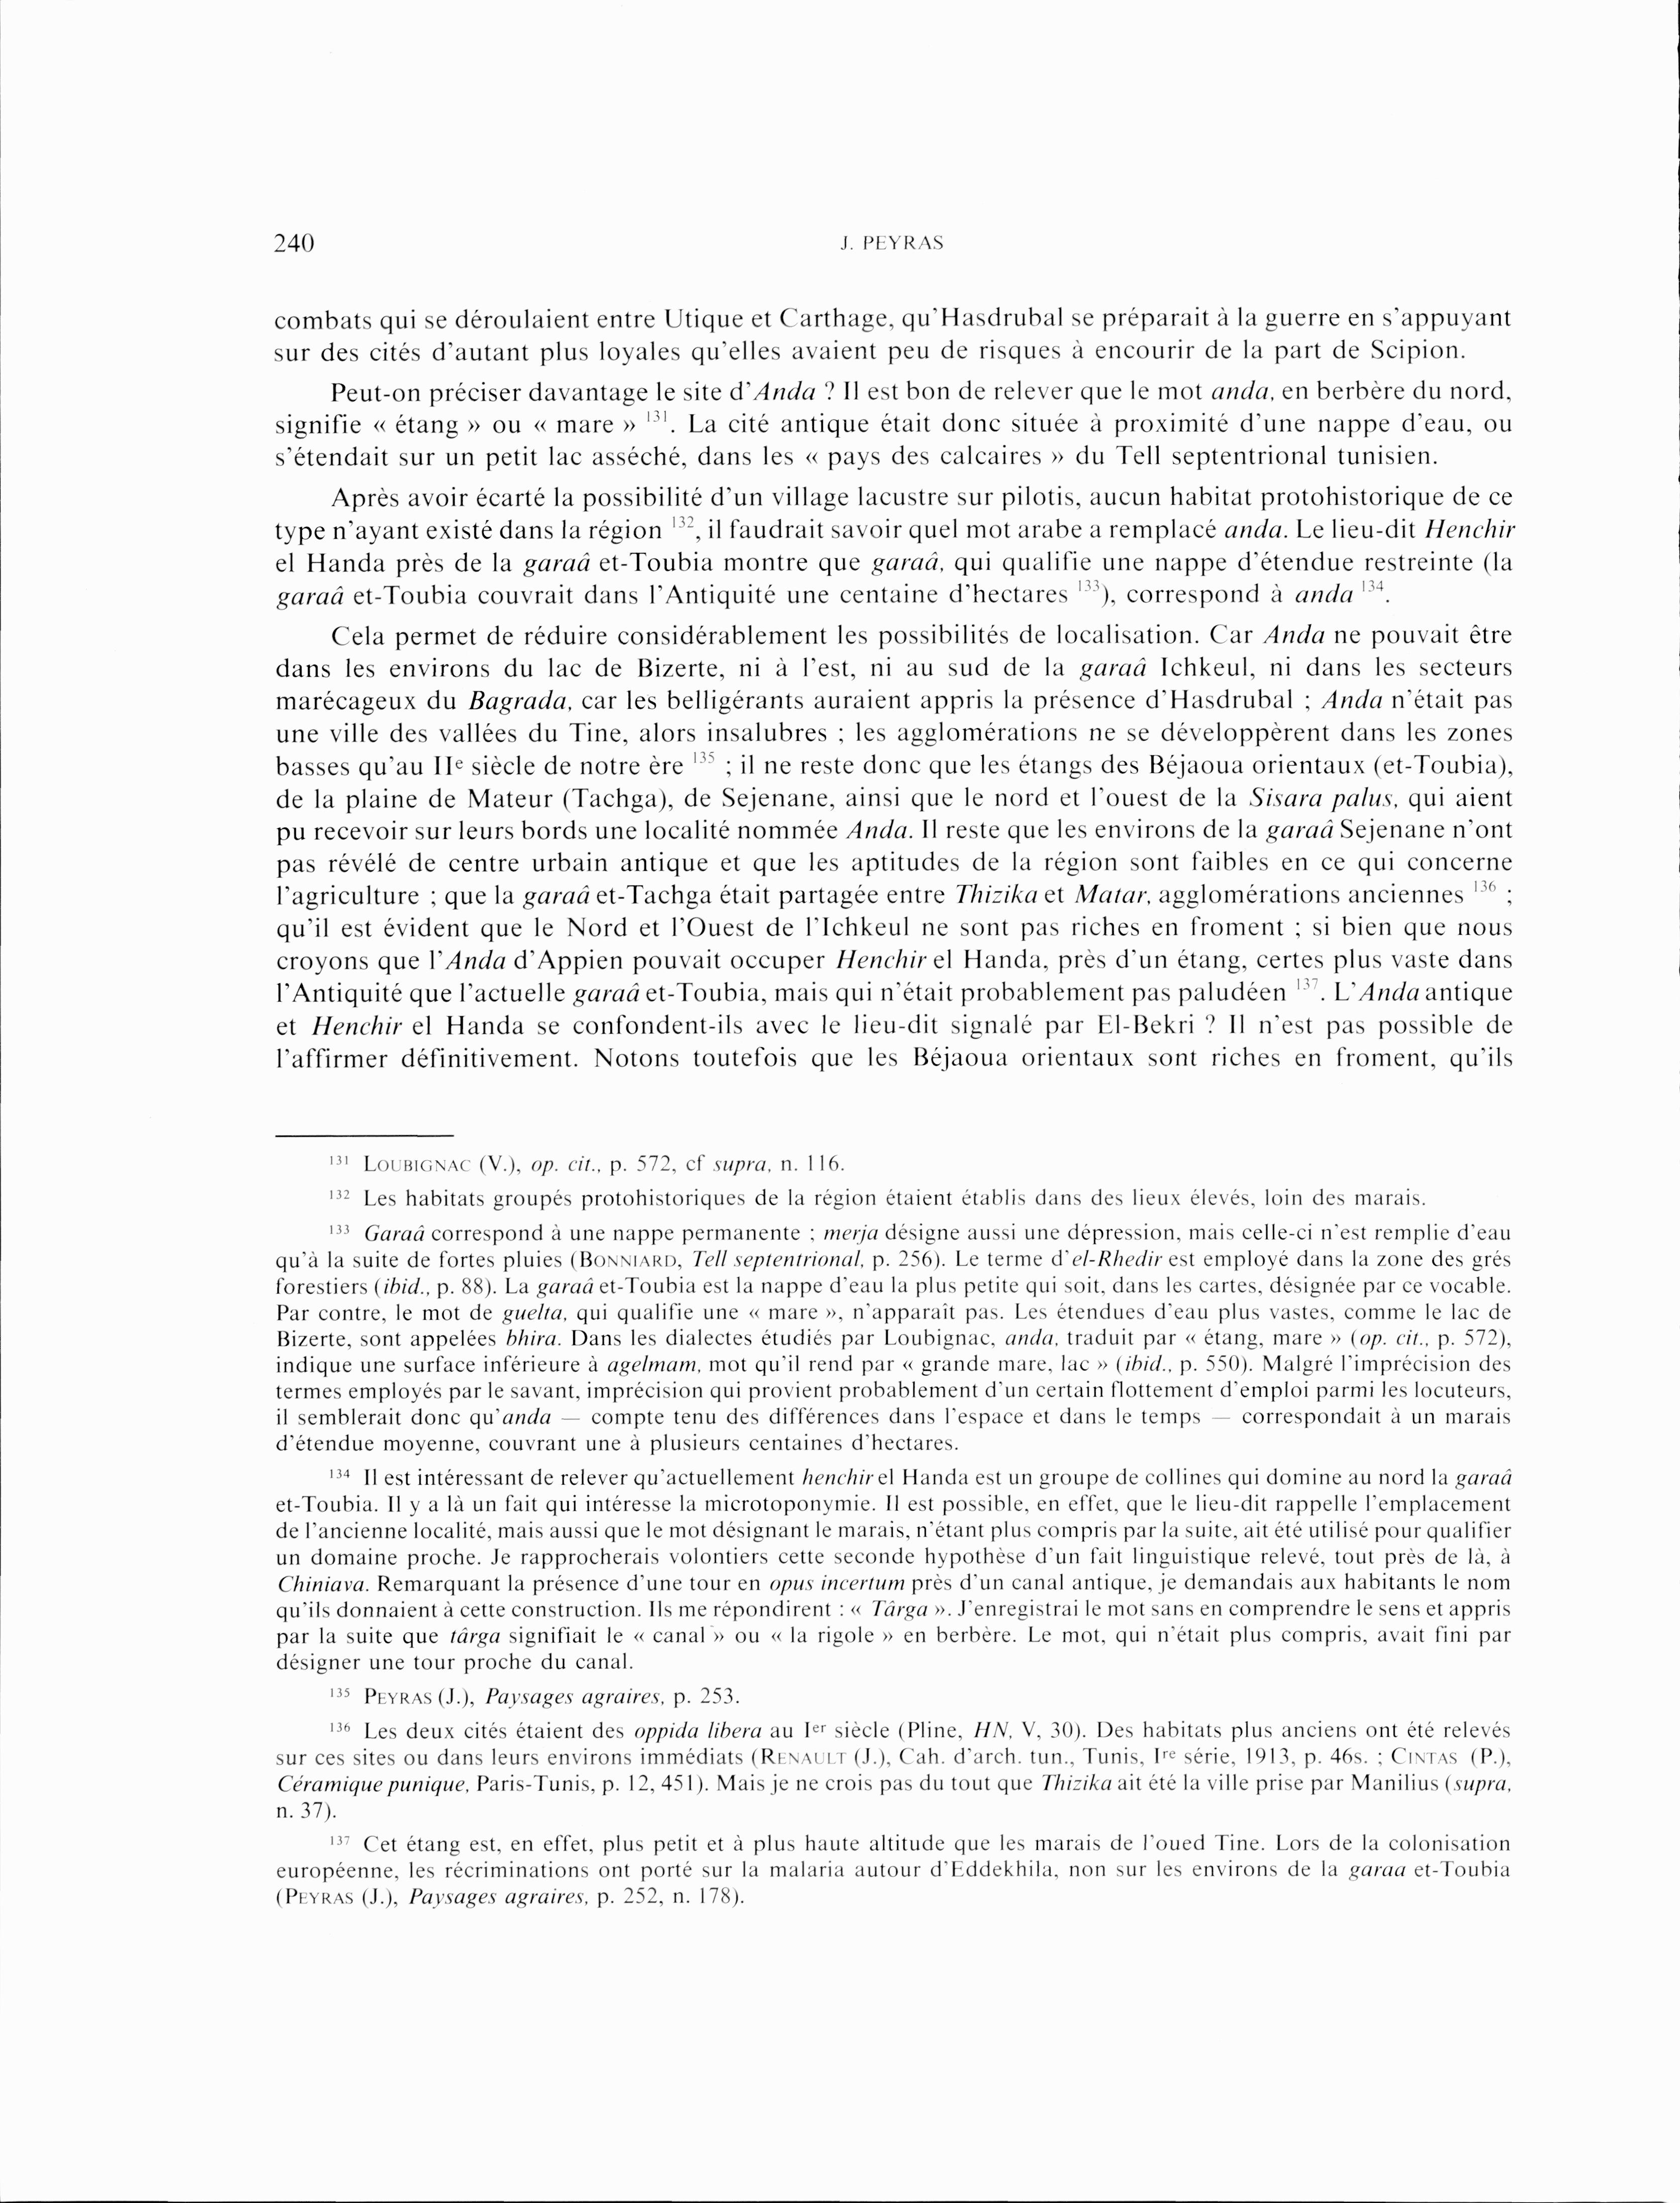 240
J. PEYRAS
combats qui se déroulaient entre Utique et Carthage, qu'Hasdrubal se préparait à la guerre en s'appuyant
sur des cités d'autant plus loyales qu'elles avaient peu de risques à encourir de la part de Scipion.
Peut-on préciser davantage le site d'Anda ? Il est bon de relever que le mot anda, en berbère du nord,
signifie « étang » ou « mare » 131. La cité antique était donc située à proximité d'une nappe d'eau, ou
s'étendait sur un petit lac asséché, dans les « pays des calcaires » du Tell septentrional tunisien.
Après avoir écarté la possibilité d'un village lacustre sur pilotis, aucun habitat protohistorique de ce
type n'ayant existé dans la région 132, il faudrait savoir quel mot arabe a remplacé anda. Le lieu-dit Henchir
el Handa près de la garaâ et-Toubia montre que garaâ, qui qualifie une nappe d'étendue restreinte (la
garaâ et-Toubia couvrait dans l'Antiquité une centaine d'hectares 133), correspond à anda 134.
Cela permet de réduire considérablement les possibilités de localisation. Car Anda ne pouvait être
dans les environs du lac de Bizerte, ni à l'est, ni au sud de la garaâ Ichkeul, ni dans les secteurs
marécageux du Bagrada, car les belligérants auraient appris la présence d'Hasdrubal ; Anda n'était pas
une ville des vallées du Tine, alors insalubres ; les agglomérations ne se développèrent dans les zones
basses qu'au IIe siècle de notre ère 135 ; il ne reste donc que les étangs des Béjaoua orientaux (et-Toubia),
de la plaine de Mateur (Tachga), de Sejenane, ainsi que le nord et l'ouest de la Sisara palus, qui aient
pu recevoir sur leurs bords une localité nommée Anda. Il reste que les environs de la garaâ Sejenane n'ont
pas révélé de centre urbain antique et que les aptitudes de la région sont faibles en ce qui concerne
l'agriculture ; que la garaâ et-Tachga était partagée entre Thizika et Matar, agglomérations anciennes 136 ;
qu'il est évident que le Nord et l'Ouest de l'Ichkeul ne sont pas riches en froment ; si bien que nous
croyons que l'Anda d'Appien pouvait occuper Henchir el Handa, près d'un étang, certes plus vaste dans
l'Antiquité que l'actuelle garaâ et-Toubia, mais qui n'était probablement pas paludéen 137. L'Anda antique
et Henchir el Handa se confondent-ils avec le lieu-dit signalé par El-Bekri ? Il n'est pas possible de
l'affirmer définitivement. Notons toutefois que les Béjaoua orientaux sont riches en froment, qu'ils
131 LOUBIGNAC (V.), op. cit., p. 572, cf supra, n. 116.
132 Les habitats groupés protohistoriques de la région étaient établis dans des lieux élevés, loin des marais.
133 Garaâ correspond à une nappe permanente ; merja désigne aussi une dépression, mais celle-ci n'est remplie d'eau
qu'à la suite de fortes pluies (BONNIARD, Tell septentrional, p. 256). Le terme d'el-Rhedir est employé dans la zone des grés
forestiers (ibid., p. 88). La garaâ et-Toubia est la nappe d'eau la plus petite qui soit, dans les cartes, désignée par ce vocable.
Par contre, le mot de guelta, qui qualifie une « mare », n'apparaît pas. Les étendues d'eau plus vastes, comme le lac de
Bizerte, sont appelées bhira. Dans les dialectes étudiés par Loubignac, anda, traduit par « étang, mare » (op. cit., p. 572),
indique une surface inférieure à agelmam, mot qu'il rend par « grande mare, lac » (ibid., p. 550). Malgré l'imprécision des
termes employés par le savant, imprécision qui provient probablement d'un certain flottement d'emploi parmi les locuteurs,
il semblerait donc qu'anda — compte tenu des différences dans l'espace et dans le temps — correspondait à un marais
d'étendue moyenne, couvrant une à plusieurs centaines d'hectares.
134 Il est intéressant de relever qu'actuellement henchir el Handa est un groupe de collines qui domine au nord la garaâ
et-Toubia. Il y a là un fait qui intéresse la microtoponymie. Il est possible, en effet, que le lieu-dit rappelle l'emplacement
de l'ancienne localité, mais aussi que le mot désignant le marais, n'étant plus compris par la suite, ait été utilisé pour qualifier
un domaine proche. Je rapprocherais volontiers cette seconde hypothèse d'un fait linguistique relevé, tout près de là, à
Chiniava. Remarquant la présence d'une tour en opus incertum près d'un canal antique, je demandais aux habitants le nom
qu'ils donnaient à cette construction. Ils me répondirent : « Târga ». J'enregistrai le mot sans en comprendre le sens et appris
par la suite que târga signifiait le « canal » ou « la rigole » en berbère. Le mot, qui n'était plus compris, avait fini par
désigner une tour proche du canal.
135 PEYRAS (J.), Paysages agraires, p. 253.
136 Les deux cités étaient des oppida libera au Ier siècle (Pline, HN, V, 30). Des habitats plus anciens ont été relevés
sur ces sites ou dans leurs environs immédiats (RENAULT (J.), Cah. d'arch. tun., Tunis, Ire série, 1913, p. 46s. ; CINTAS (P.),
Céramique punique, Paris-Tunis, p. 12, 451). Mais je ne crois pas du tout que Thizika ait été la ville prise par Manilius (supra,
n. 37).
137 Cet étang est, en effet, plus petit et à plus haute altitude que les marais de l'oued Tine. Lors de la colonisation
européenne, les récriminations ont porté sur la malaria autour d'Eddekhila, non sur les environs de la garaa et-Toubia
(PEYRAS (J.), Paysages agraires, p. 252, n. 178).